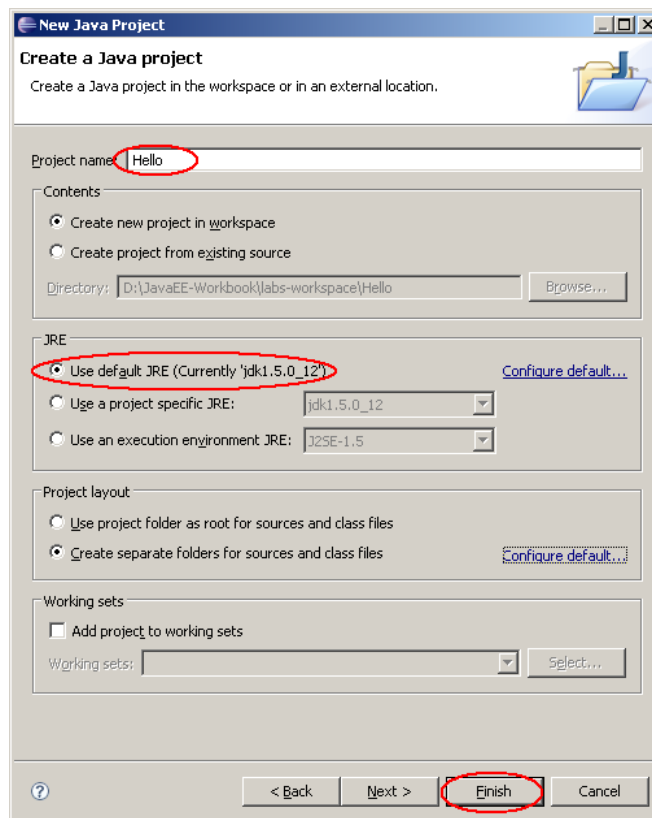 New Java Project
Create a Java project
Create a Java project in the workspace or in an external location.
Project name: Hello
Contents
Create new project in workspace
Create project from existing source
Directory: D:\JavaEE-Workbook\labs-workspace\Hello Browse...
JRE
Use default JRE (Currently 'jdk1.5.0_12') Configure default...
Use a project specific JRE: jdk1.5.0_12
Use an execution environment JRE: J2SE-1.5
Project layout
Use project folder as root for sources and class files
Create separate folders for sources and class files Configure default...
Working sets
Add project to working sets
Working sets: Select...
? < Back Next > Finish Cancel